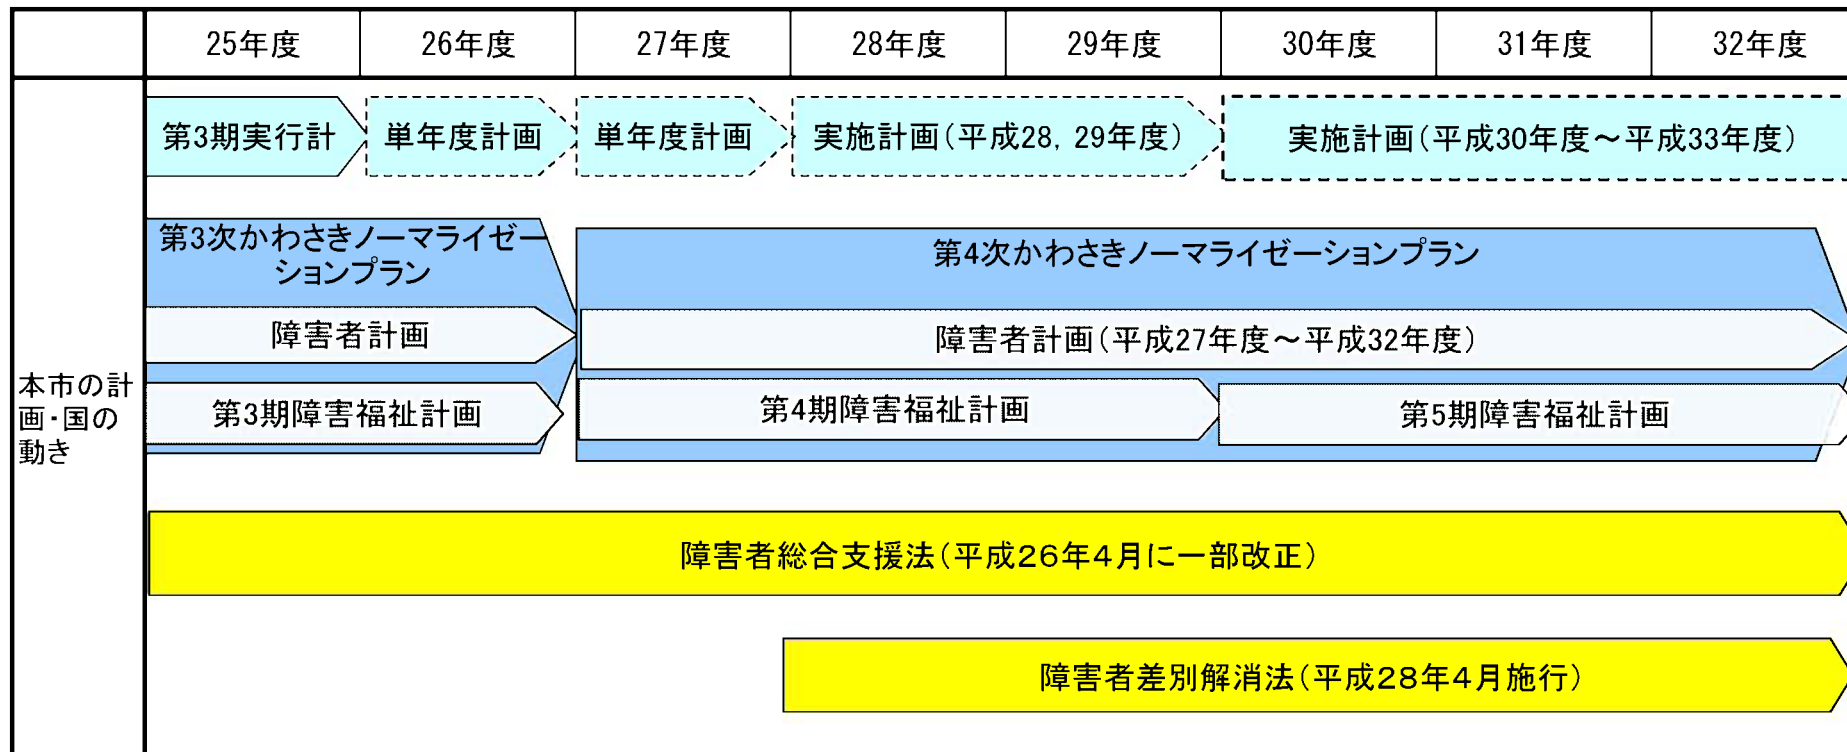 25年度 26年度 27年度 28年度 29年度 30年度 31年度 32年度
第3期実行計 単年度計画 単年度計画 実施計画(平成28, 29年度) 実施計画(平成30年度～平成33年度)
第3次かわさきノーマライゼー
ションプラン
第4次かわさきノーマライゼーションプラン
障害者計画 障害者計画(平成27年度～平成32年度)
第3期障害福祉計画 第4期障害福祉計画 第5期障害福祉計画
本市の計
画・国の
動き
障害者総合支援法(平成26年4月に一部改正)
障害者差別解消法(平成28年4月施行)